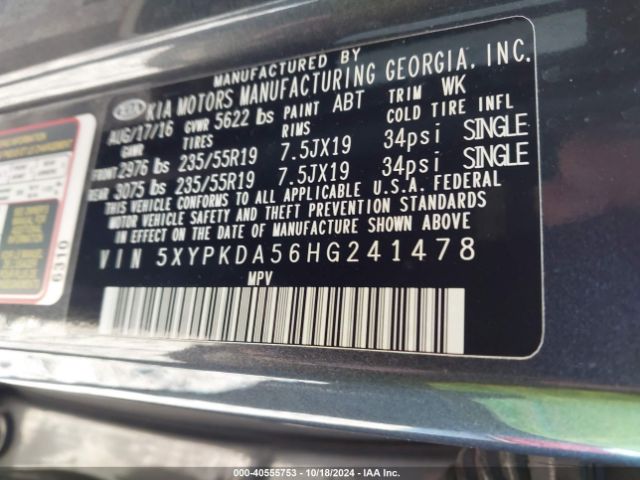 MANUFACTURED BY
KIA KIA MOTORS MANUFACTURING GEORGIA, INC.
AUG/17/16 GVWR 5622 lbs PAINT ABT TRIM WK
GAWR TIRES RIMS COLD TIRE INFL
FRONT 2976 lbs 235/55R19 7.5JX19 34psi SINGLE
REAR 3075 lbs 235/55R19 7.5JX19 34psi SINGLE
THIS VEHICLE CONFORMS TO ALL APPLICABLE U.S.A. FEDERAL
MOTOR VEHICLE SAFETY AND THEFT PREVENTION STANDARDS
IN EFFECT ON THE DATE OF MANUFACTURE SHOWN ABOVE
VIN 5XYPKDA56HG241478
MPV
6310
000-40555753 - 10/18/2024 - IAA Inc.